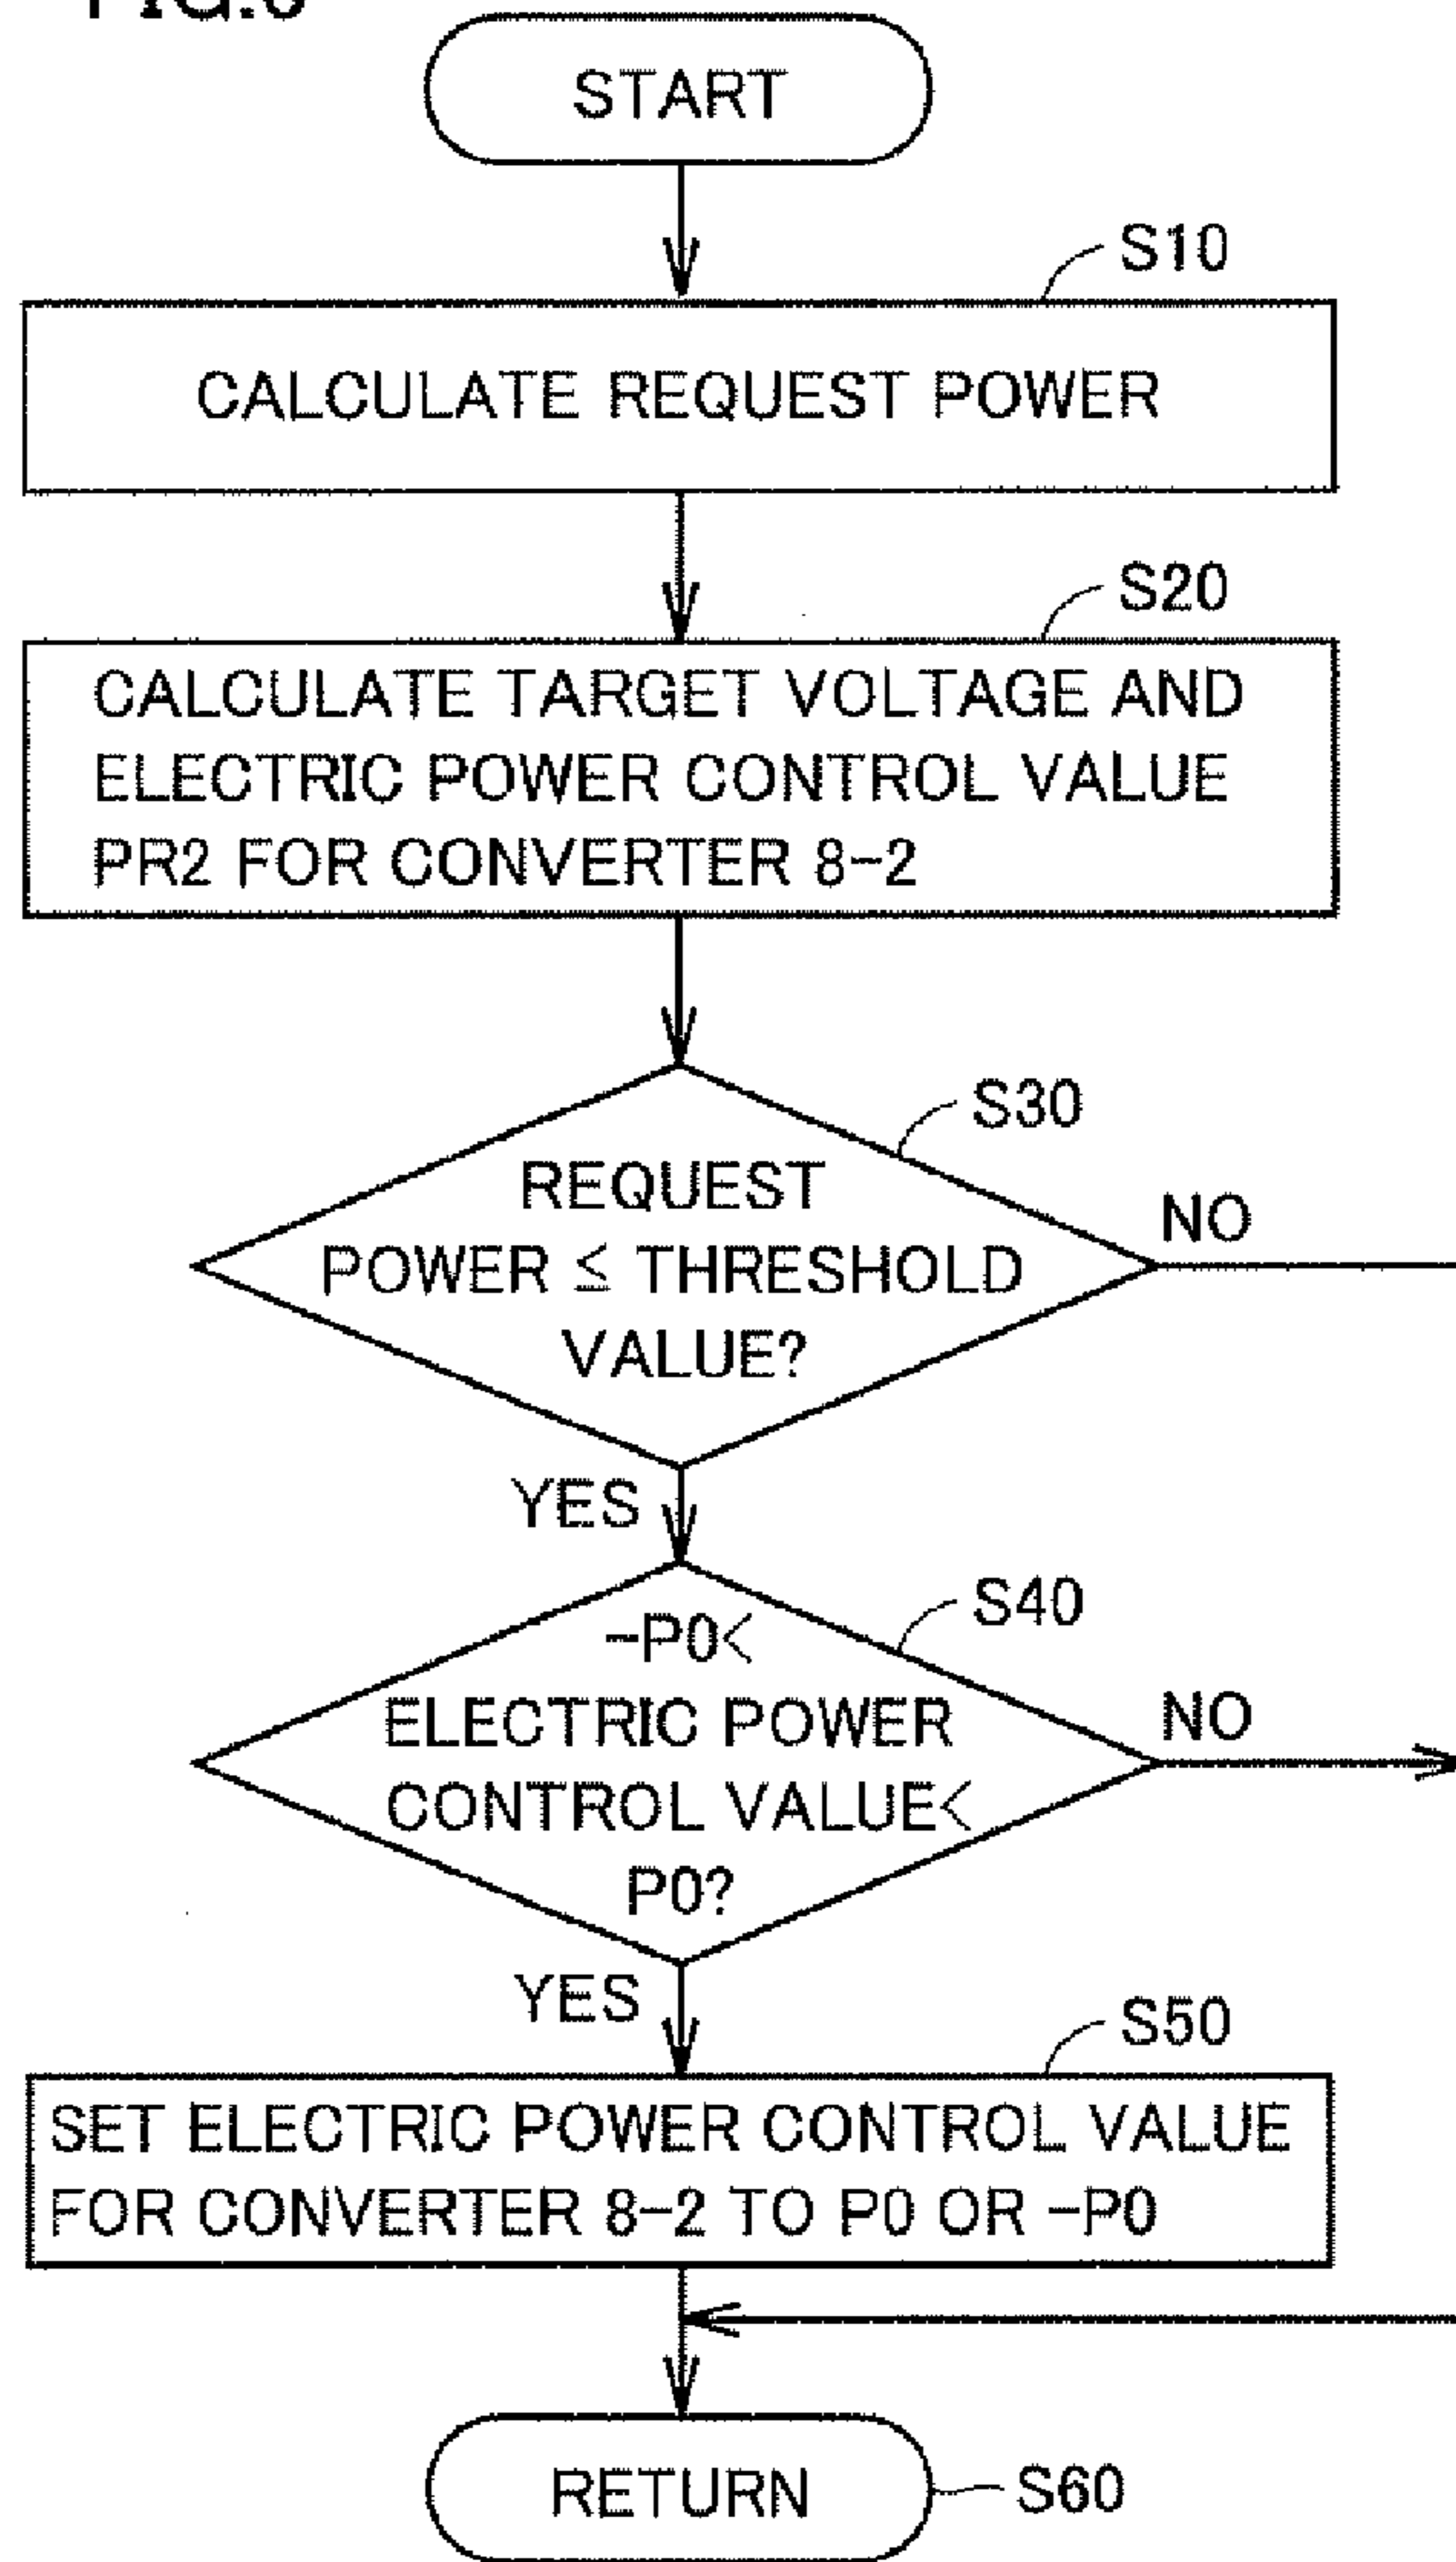 START
S10
CALCULATE REQUEST POWER
S20
CALCULATE TARGET VOLTAGE AND
ELECTRIC POWER CONTROL VALUE
PR2 FOR CONVERTER 8-2
S30
REQUEST
POWER ≦ THRESHOLD
VALUE?
NO
YES
S40
-P0<
ELECTRIC POWER
CONTROL VALUE<
P0?
NO
YES
S50
SET ELECTRIC POWER CONTROL VALUE
FOR CONVERTER 8-2 TO P0 OR -P0
RETURN
S60